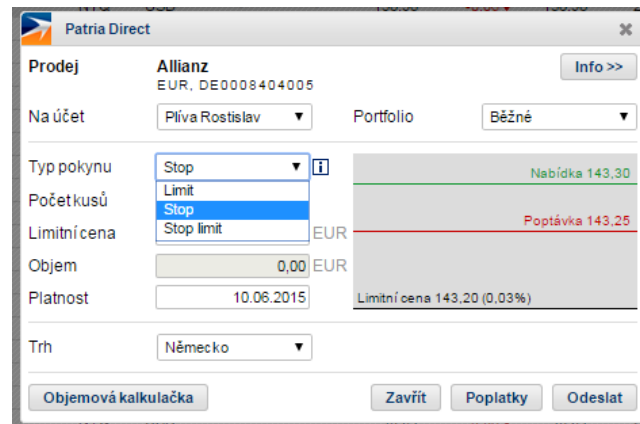 Patria Direct
Prodej Allianz Info >>
EUR, DE0008404005
Na účet Plíva Rostislav Portfolio Běžné
Typ pokynu Stop i
Nabídka 143,30
Limit
Počet kusů
Stop
Poptávka 143,25
Stop limit
Limitní cena EUR
Objem 0,00 EUR
Platnost 10.06.2015 Limitní cena 143,20 (0,03%)
Trh Německo
Objemová kalkulačka Zavřít Poplatky Odeslat